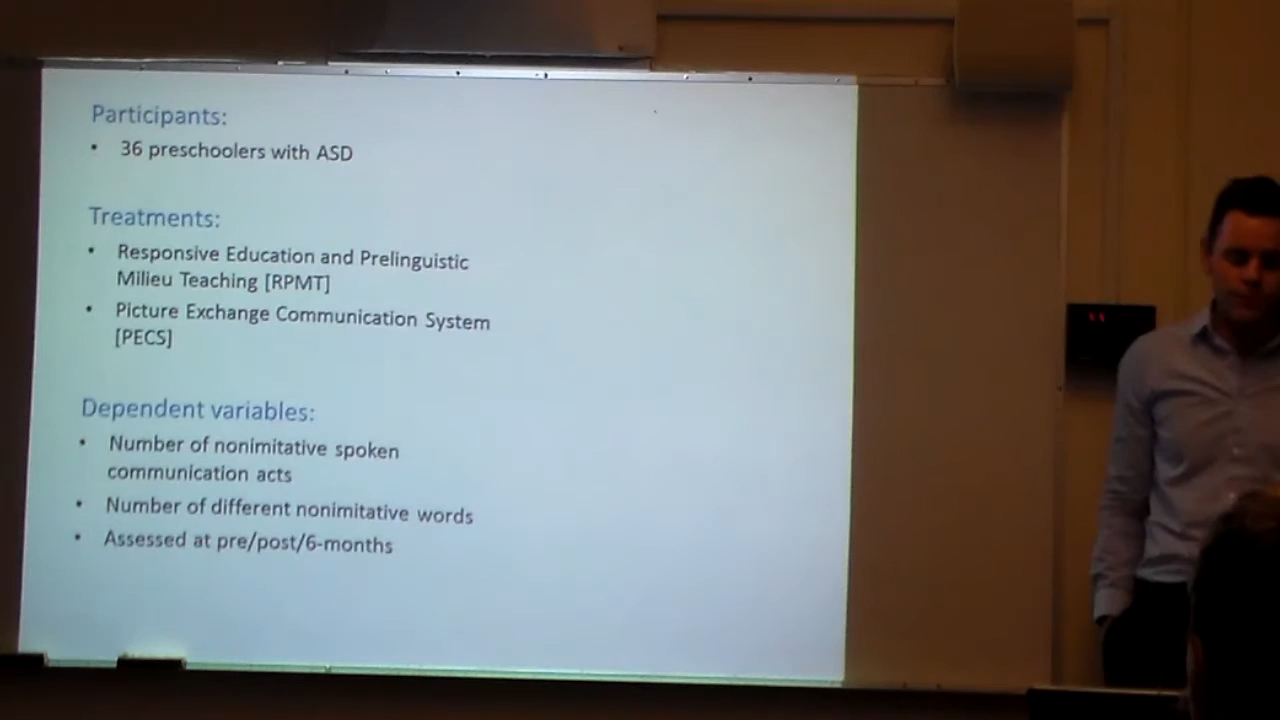 Participants:
• 36 preschoolers with ASD
Treatments:
• Responsive Education and Prelinguistic
Milieu Teaching [RPMT]
• Picture Exchange Communication System
[PECS]
Dependent variables:
• Number of nonimitative spoken
communication acts
• Number of different nonimitative words
• Assessed at pre/post/6-months